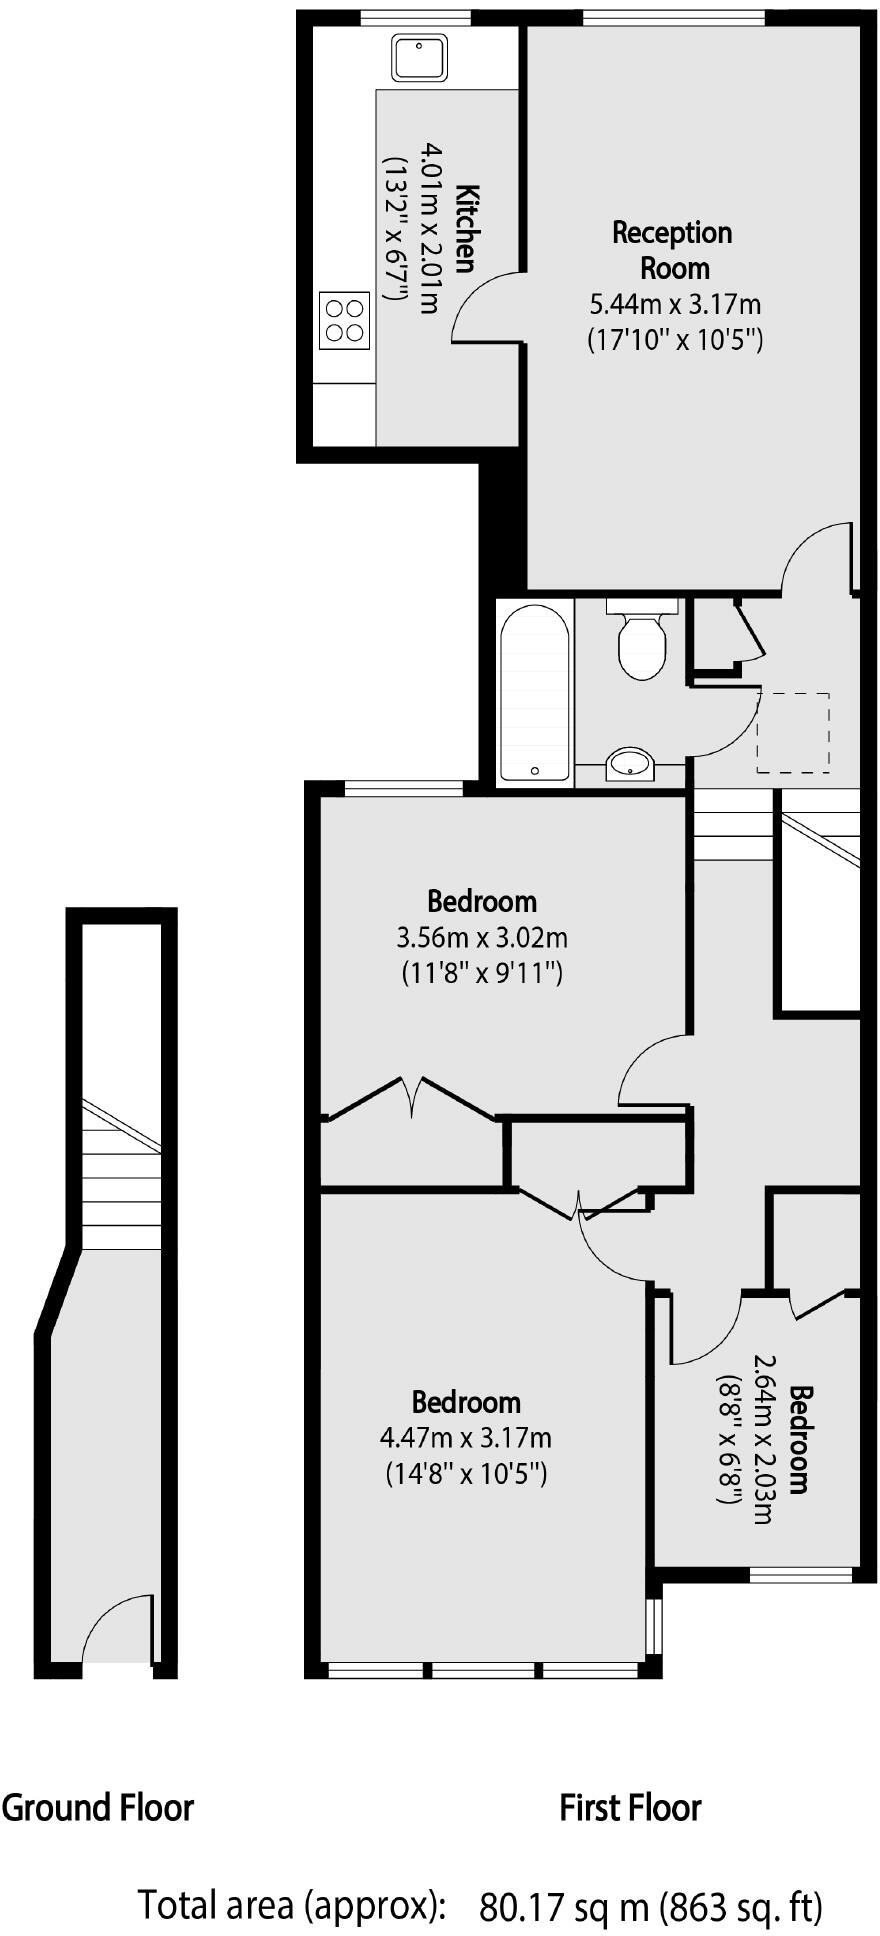 Kitchen
4.01m x 2.01m
(13'2" x 6'7")
Reception
Room
5.44m x 3.17m
(17'10" x 10'5")
Bedroom
3.56m x 3.02m
(11'8" x 9'11")
Bedroom
4.47m x 3.17m
(14'8" x 10'5")
Bedroom
2.64m x 2.03m
(8'8" x 6'8")
Ground Floor
First Floor
Total area (approx): 80.17 sq m (863 sq. ft)